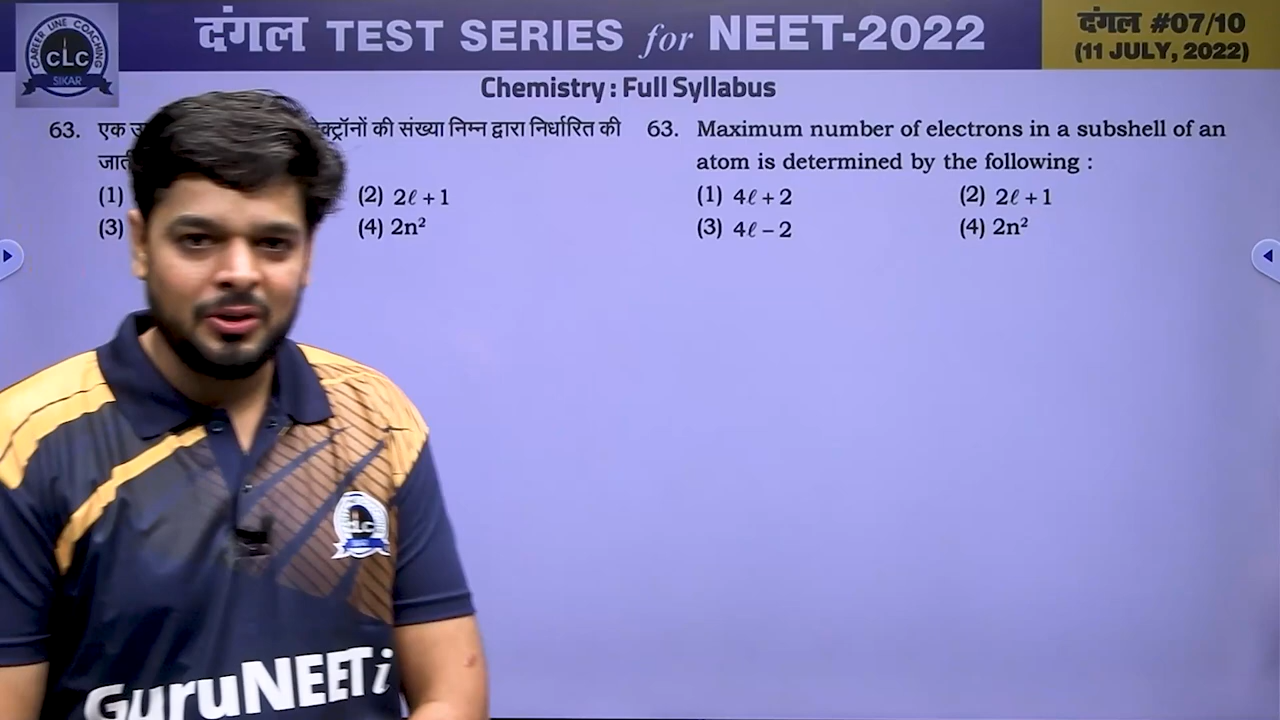 दंगल TEST SERIES for NEET-2022
दंगल #07/10
(11 JULY, 2022)
CAREER LINE COACHING
CLC
SIKAR
Chemistry : Full Syllabus
63. एक
की संख्या निम्न द्वारा निर्धारित की
(1)
(2) 2ℓ + 1
(3)
(4) 2n²
63. Maximum number of electrons in a subshell of an
atom is determined by the following :
(1) 4ℓ + 2
(2) 2ℓ + 1
(3) 4ℓ – 2
(4) 2n²
CLC
GuruNEETi